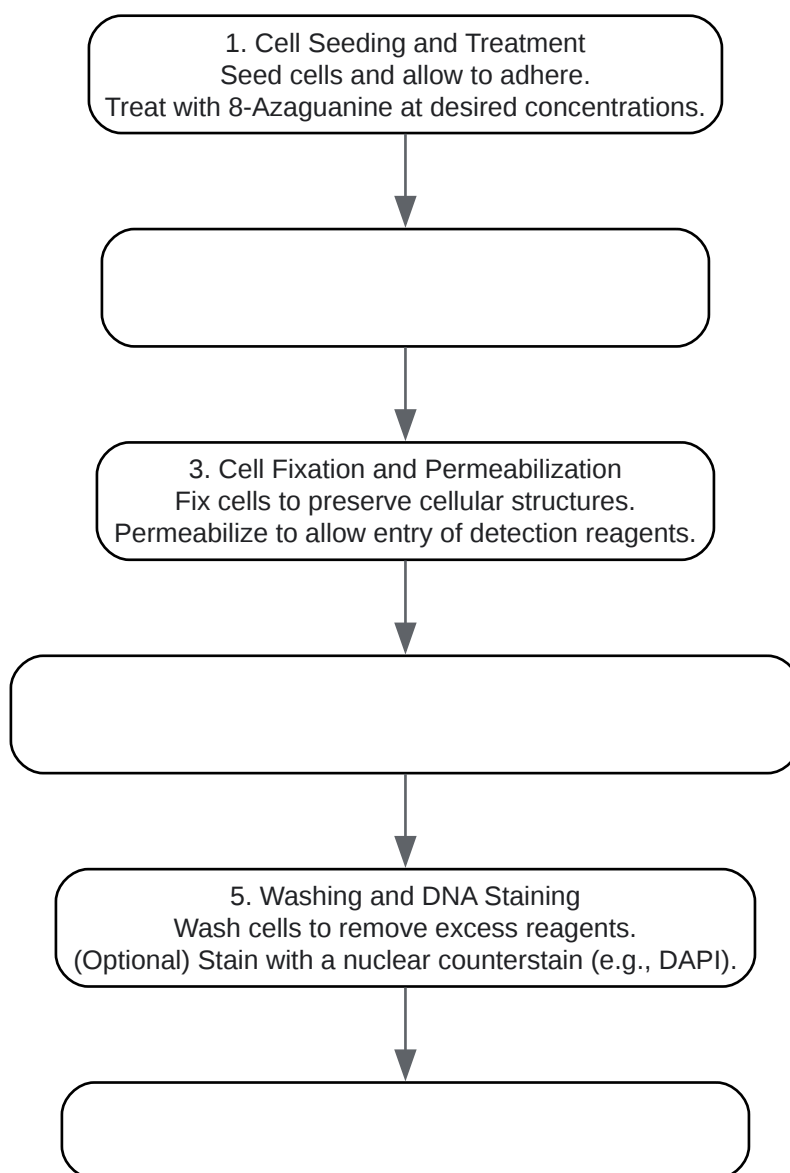 1. Cell Seeding and Treatment
Seed cells and allow to adhere.
Treat with 8-Azaguanine at desired concentrations.
3. Cell Fixation and Permeabilization
Fix cells to preserve cellular structures.
Permeabilize to allow entry of detection reagents.
5. Washing and DNA Staining
Wash cells to remove excess reagents.
(Optional) Stain with a nuclear counterstain (e.g., DAPI).